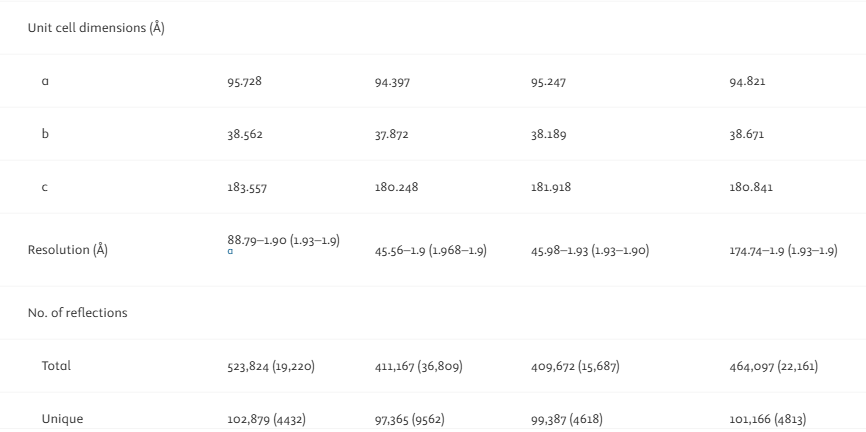 Unit cell dimensions (Å)
a 95.728 94.397 95.247 94.821
b 38.562 37.872 38.189 38.671
c 183.557 180.248 181.918 180.841
Resolution (Å) 88.79–1.90 (1.93–1.9) a 45.56–1.9 (1.968–1.9) 45.98–1.93 (1.93–1.90) 174.74–1.9 (1.93–1.9)
No. of reflections
Total 523,824 (19,220) 411,167 (36,809) 409,672 (15,687) 464,097 (22,161)
Unique 102,879 (4432) 97,365 (9562) 99,387 (4618) 101,166 (4813)